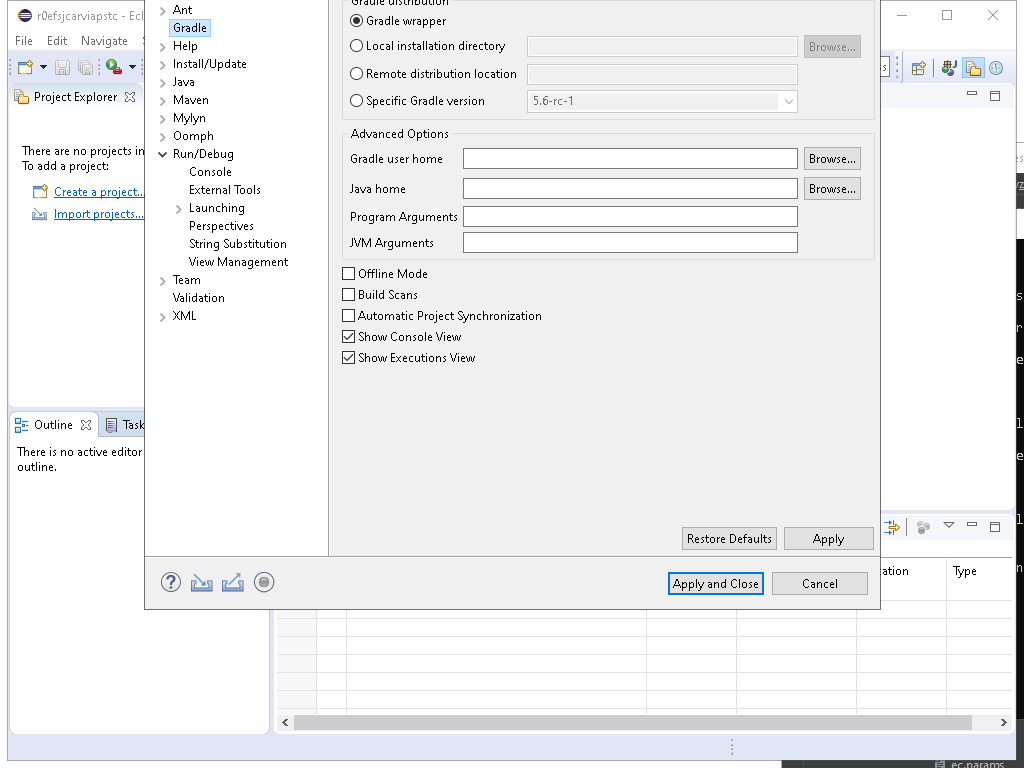 r0efsjcarviapstc - Ecl
File Edit Navigate
Project Explorer
There are no projects in
To add a project:
Create a project...
Import projects...
Outline
Task
There is no active editor
outline.
Ant
Gradle
Help
Install/Update
Java
Maven
Mylyn
Oomph
Run/Debug
Console
External Tools
Launching
Perspectives
String Substitution
View Management
Team
Validation
XML
Gradle distribution
Gradle wrapper
Local installation directory
Browse...
Remote distribution location
Specific Gradle version
5.6-rc-1
Advanced Options
Gradle user home
Browse...
Java home
Browse...
Program Arguments
JVM Arguments
Offline Mode
Build Scans
Automatic Project Synchronization
Show Console View
Show Executions View
Restore Defaults
Apply
Apply and Close
Cancel
ation
Type
ec.params